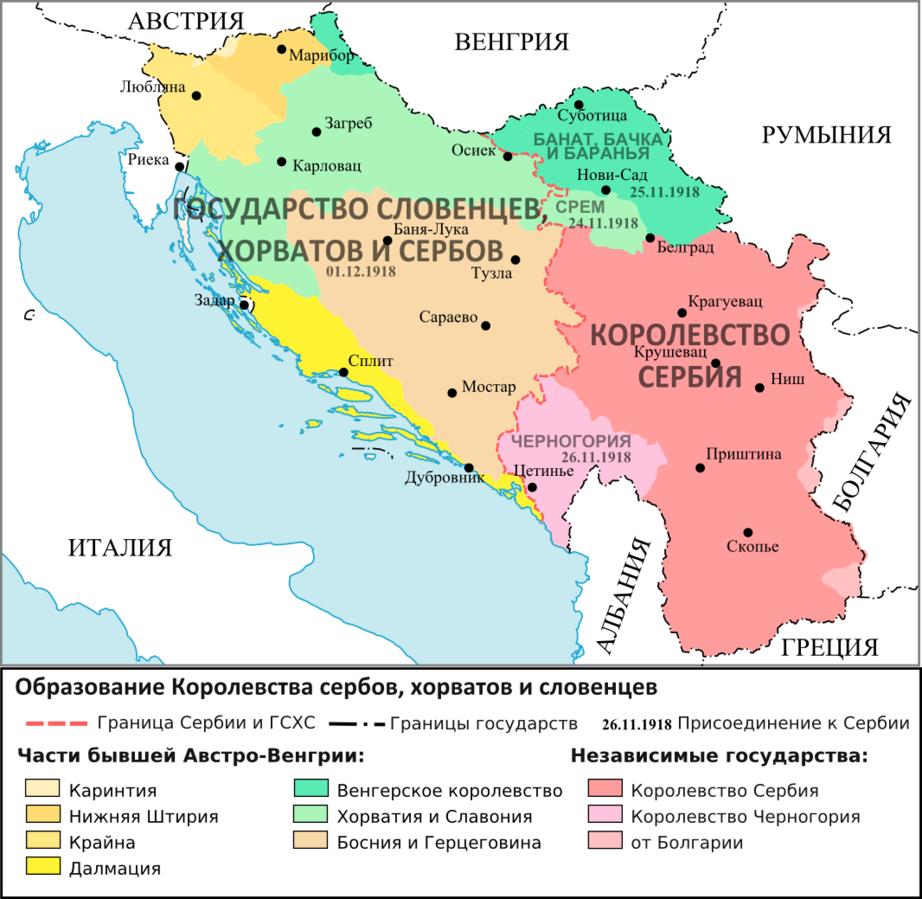 АВСТРИЯ
ВЕНГРИЯ
Марибор
Любляна
Суботица
Загреб
РУМЫНИЯ
БАНАТ, БАЧКА
И БАРАНЬЯ
Осиек
Риека
Карловац
Нови-Сад
25.11.1918
ГОСУДАРСТВО СЛОВЕНЦЕВ,
ХОРВАТОВ И СЕРБОВ
01.12.1918
СРЕМ
24.11.1918
Баня-Лука
Белград
Тузла
Задар
Крагуевац
Сараево
КОРОЛЕВСТВО
СЕРБИЯ
Крушевац
Сплит
Ниш
Мостар
ЧЕРНОГОРИЯ
26.11.1918
Приштина
БОЛГАРИЯ
Дубровник
Цетинье
ИТАЛИЯ
Скопье
АЛБАНИЯ
ГРЕЦИЯ
Образование Королевства сербов, хорватов и словенцев
Граница Сербии и ГСХС
Границы государств
26.11.1918 Присоединение к Сербии
Части бывшей Австро-Венгрии:
Каринтия
Нижняя Штирия
Крайна
Далмация
Венгерское королевство
Хорватия и Славония
Босния и Герцеговина
Независимые государства:
Королевство Сербия
Королевство Черногория
от Болгарии